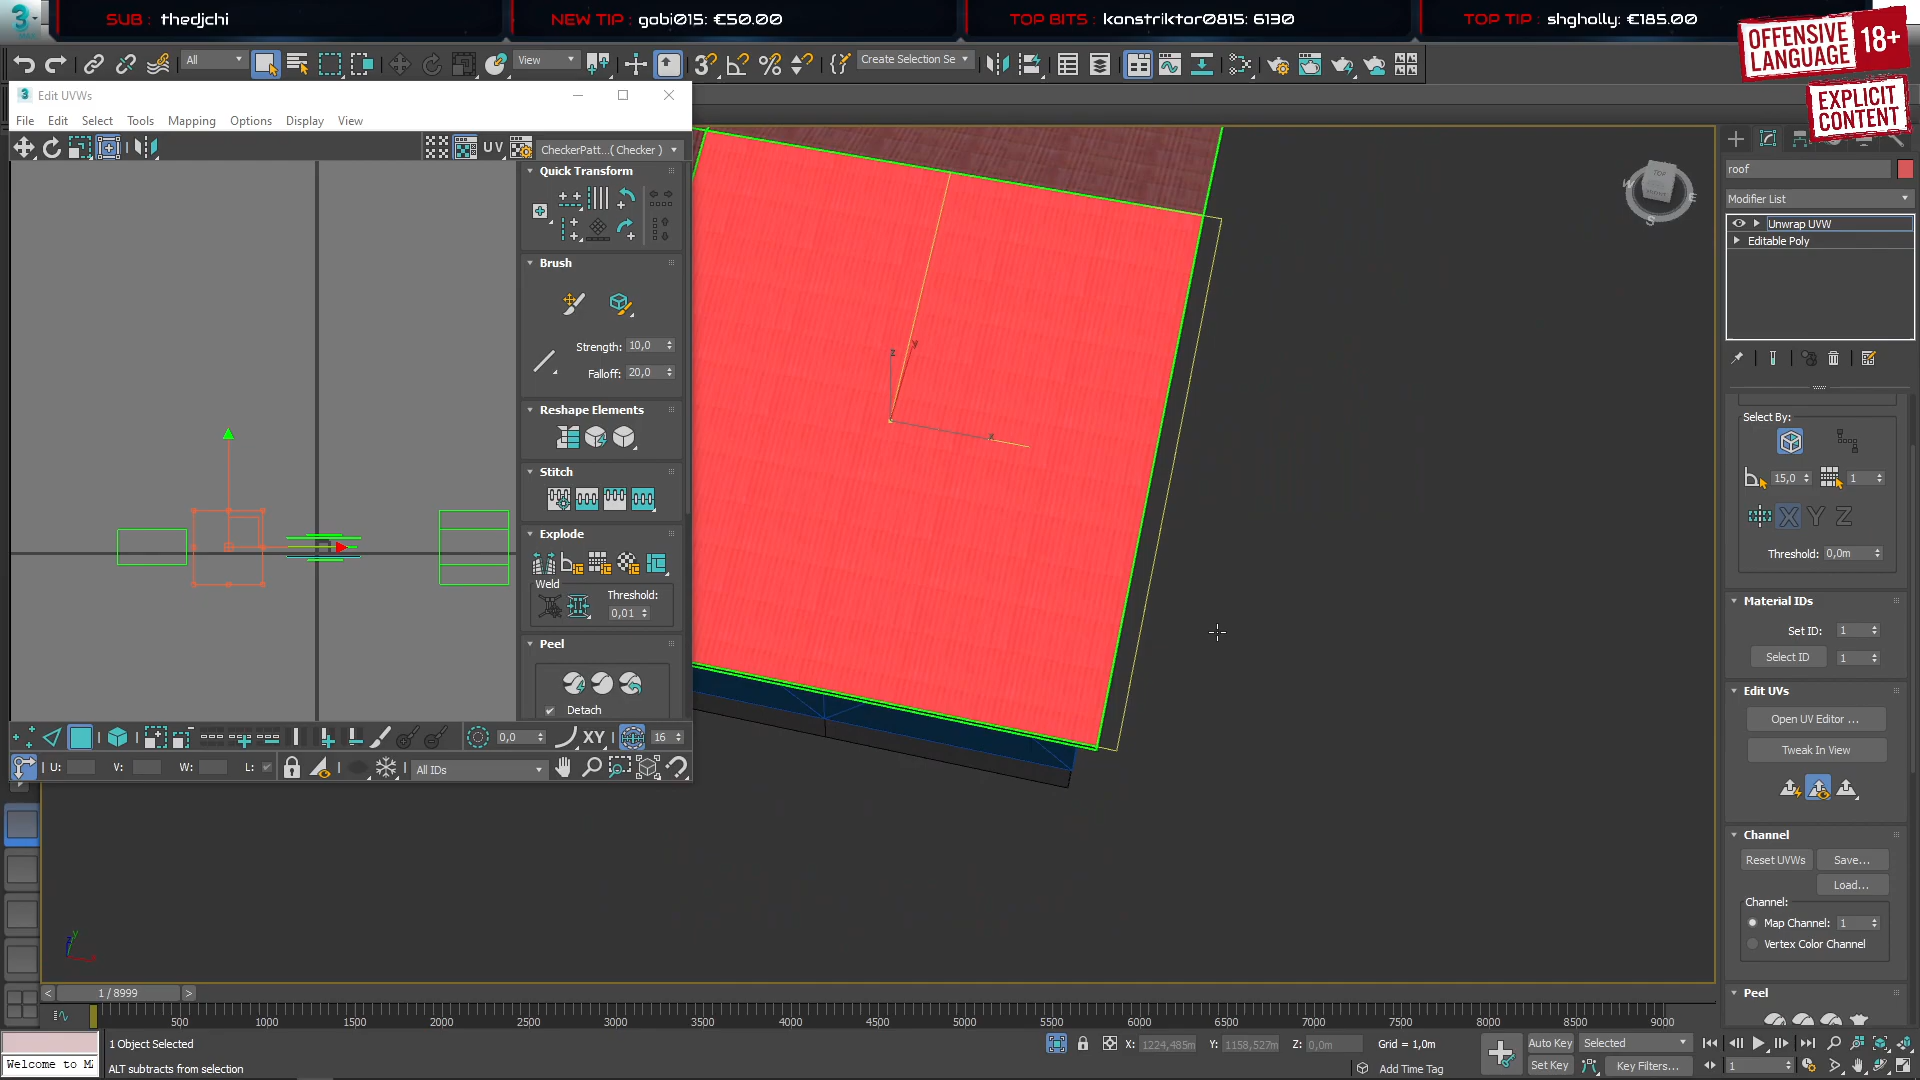 SUB : thedjchi
NEW TIP : gabi015: €50.00
TOP BITS : konstriktor0815: 6130
TOP TIP : shgholly: €185.00
OFFENSIVE
LANGUAGE 18+
EXPLICIT
CONTENT
3
All
View
Create Selection Se
3 Edit UVWs
File Edit Select Tools Mapping Options Display View
UV CheckerPatt...( Checker )
Quick Transform
Brush
Strength: 10,0
Falloff: 20,0
Reshape Elements
Stitch
Explode
Weld
Threshold:
0,01
Peel
Detach
0,0 XY 16
U: V: W: L: All IDs
z
y
x
TOP
FRONT
W
E
S
roof
Modifier List
Unwrap UVW
Editable Poly
Select By:
15,0 1
X Y Z
Threshold: 0,0m
Material IDs
Set ID: 1
Select ID 1
Edit UVs
Open UV Editor ...
Tweak In View
Channel
Reset UVWs Save...
Load...
Channel:
Map Channel: 1
Vertex Color Channel
Peel
< 1 / 8999 >
500 1000 1500 2000 2500 3000 3500 4000 4500 5000 5500 6000 6500 7000 7500 8000 8500 9000
1 Object Selected
X: 1224,485m Y: 1158,527m Z: 0,0m Grid = 1,0m
Auto Key Selected
Welcome to M
ALT subtracts from selection
Add Time Tag
Set Key Key Filters...
1